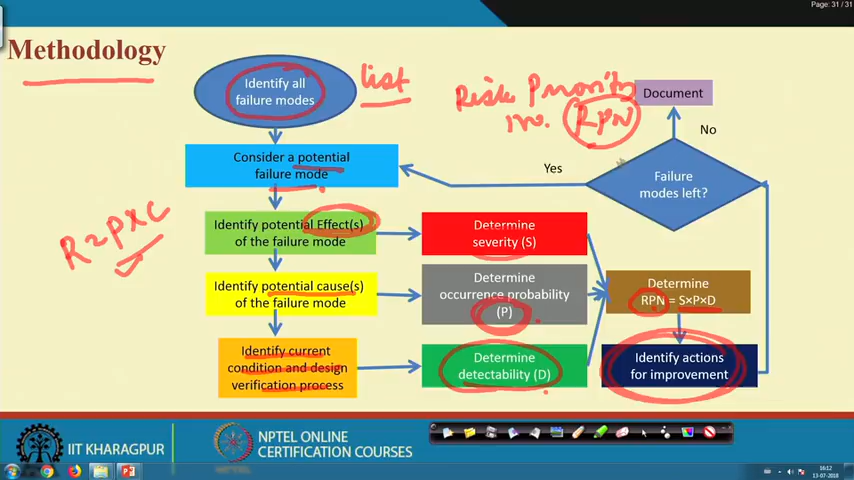 Page: 31 / 31
Methodology
Identify all
failure modes
list
Risk Priority
no. RPN
Document
No
Consider a potential
failure mode
Yes
Failure
modes left?
R = P x C
Identify potential Effect(s)
of the failure mode
Determine
severity (S)
Identify potential cause(s)
of the failure mode
Determine
occurrence probability
(P)
Determine
RPN = S×P×D
Identify current
condition and design
verification process
Determine
detectability (D)
Identify actions
for improvement
IIT KHARAGPUR
NPTEL ONLINE
CERTIFICATION COURSES
16:12
13-07-2018